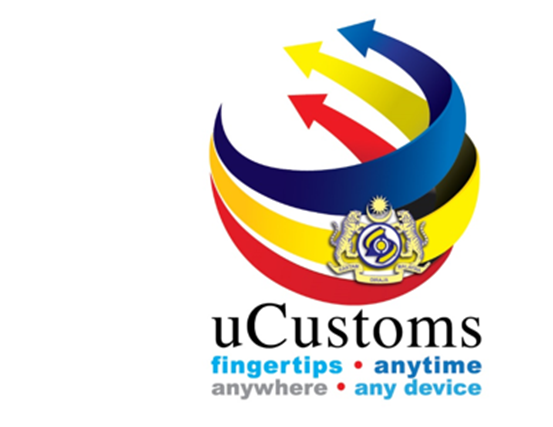 uCustoms
fingertips • anytime
anywhere • any device